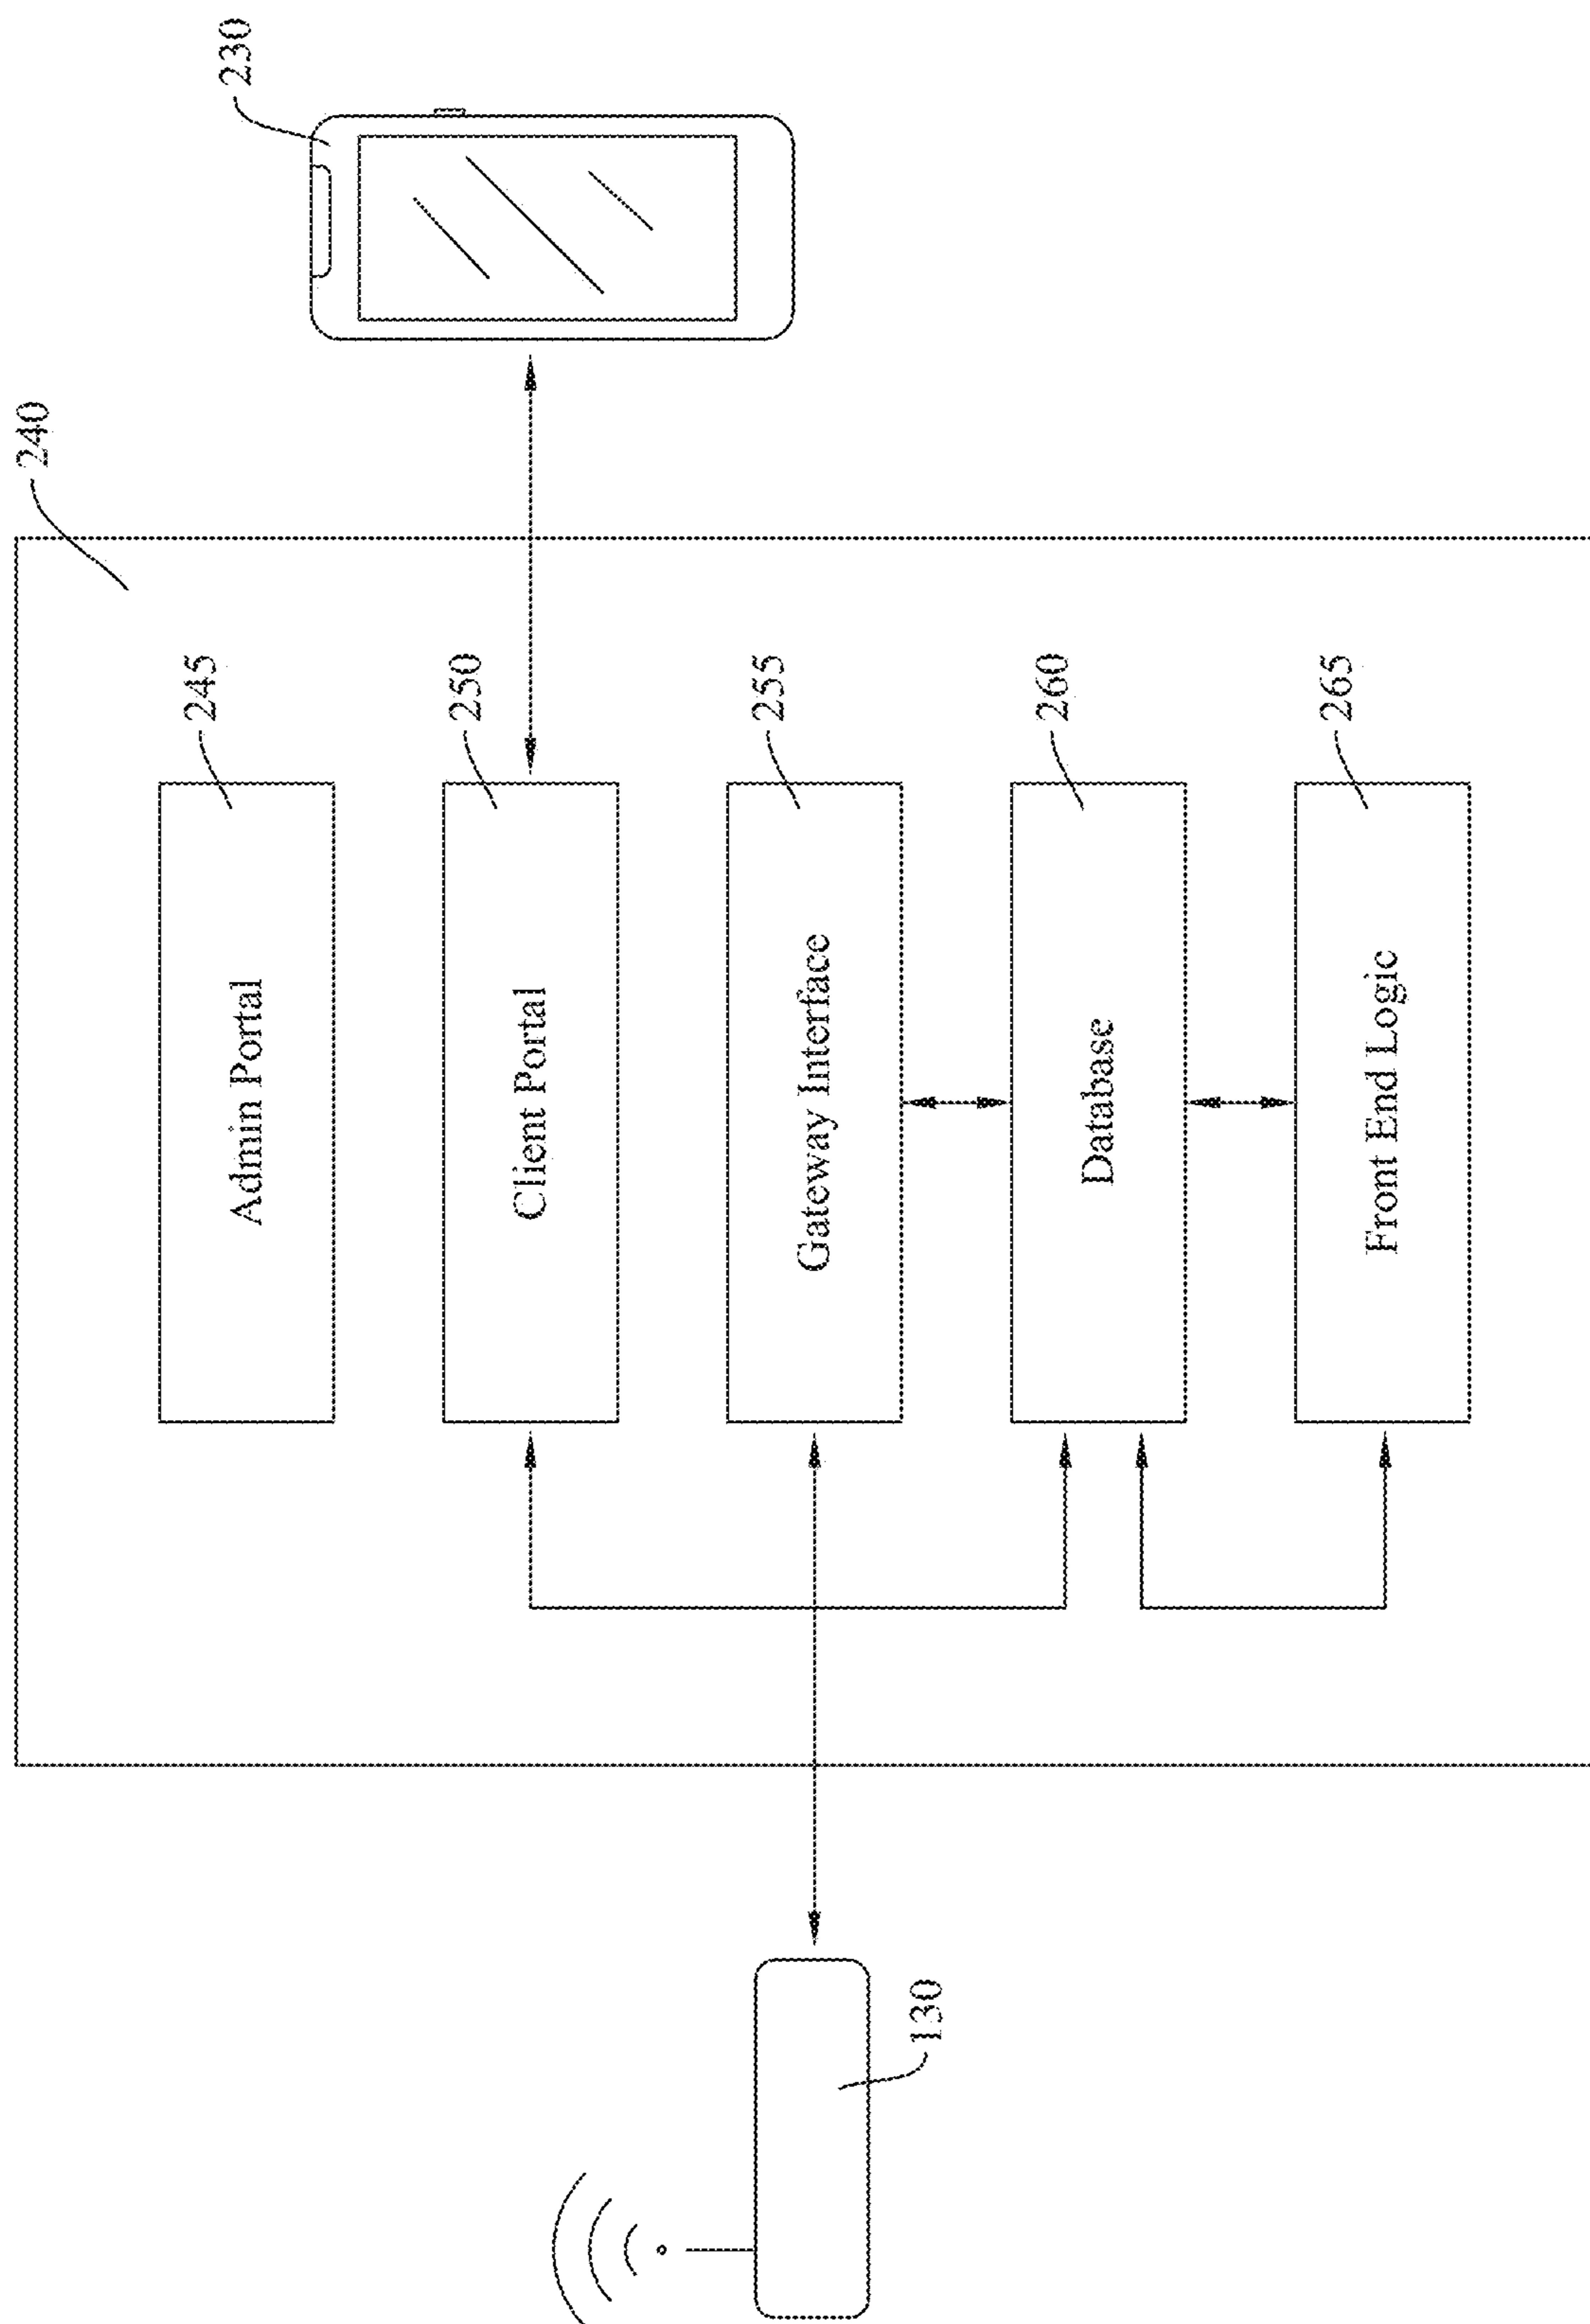 230
240
245
Admin Portal
250
Client Portal
255
Gateway Interface
260
Database
265
Front End Logic
130